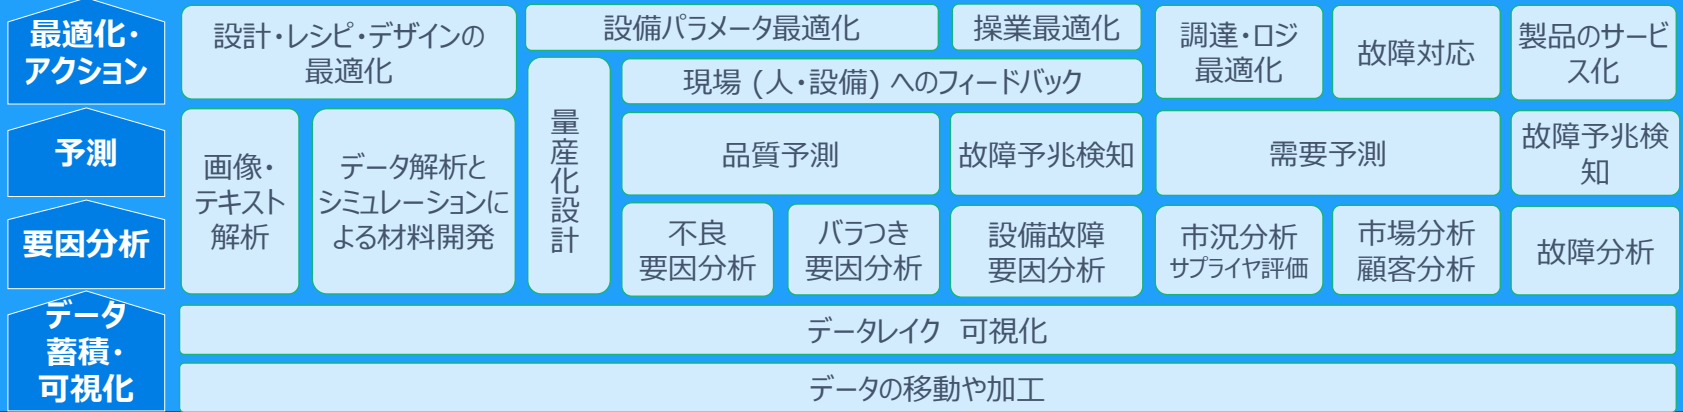 最適化・
アクション
設計・レシピ・デザインの
最適化
設備パラメータ最適化
操業最適化
調達・ロジ
最適化
故障対応
製品のサービ
ス化
現場 (人・設備) へのフィードバック
予測
画像・
テキスト
解析
データ解析と
シミュレーションに
よる材料開発
量産化設計
品質予測
故障予兆検知
需要予測
故障予兆検
知
要因分析
不良
要因分析
バラつき
要因分析
設備故障
要因分析
市況分析
サプライヤ評価
市場分析
顧客分析
故障分析
データ
蓄積・
可視化
データレイク 可視化
データの移動や加工